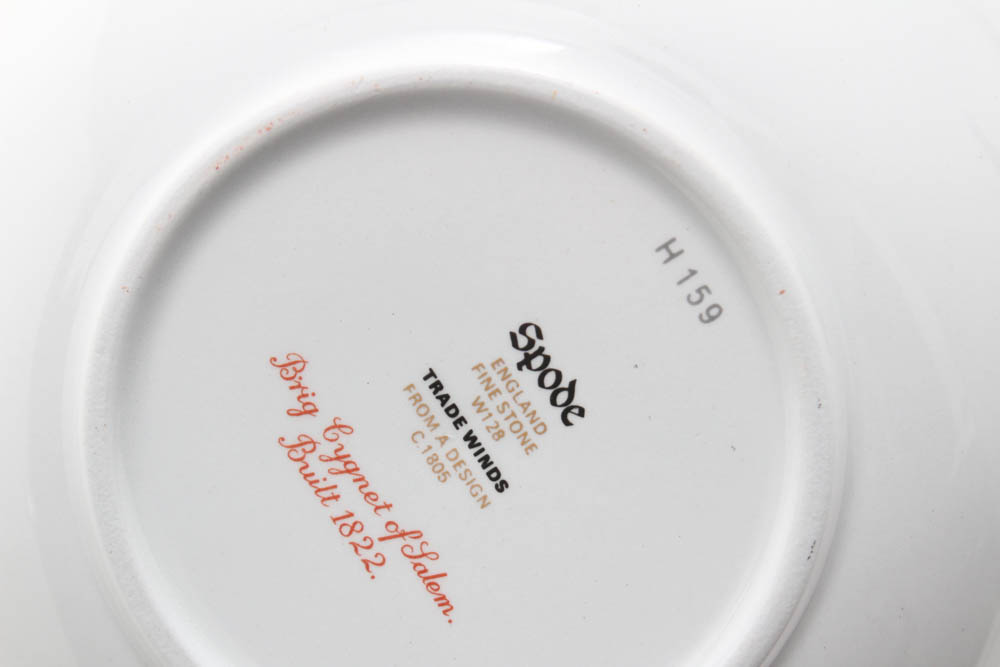 H 159
Spode
ENGLAND
FINE STONE
W128
TRADE WINDS
FROM A DESIGN
C.1805
Brig Cygnet of Salem.
Built 1822.